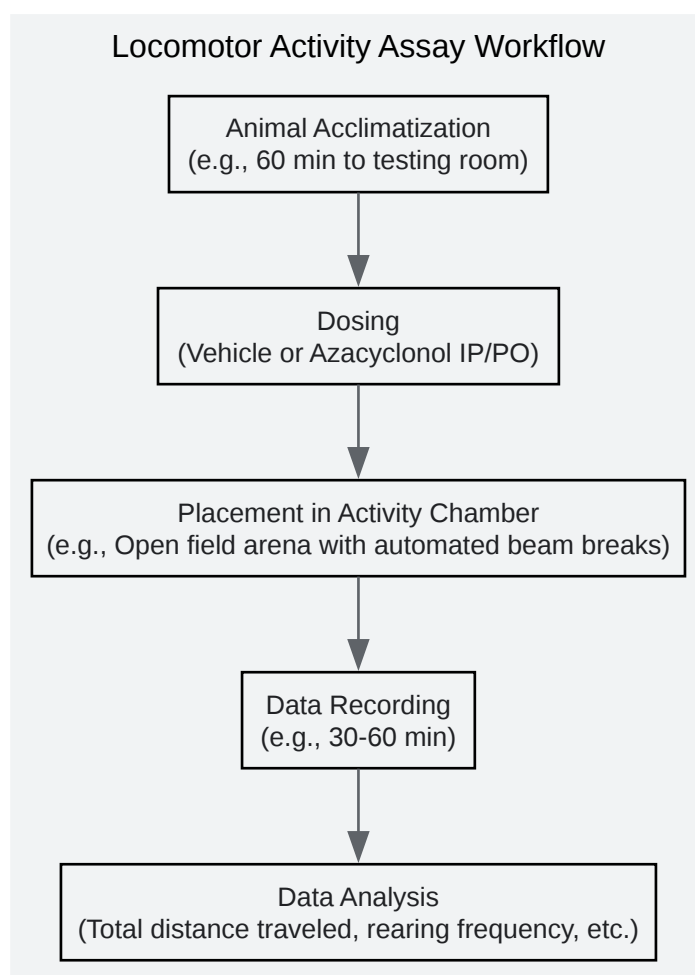 Locomotor Activity Assay Workflow
Animal Acclimatization
(e.g., 60 min to testing room)
Dosing
(Vehicle or Azacyclonol IP/PO)
Placement in Activity Chamber
(e.g., Open field arena with automated beam breaks)
Data Recording
(e.g., 30-60 min)
Data Analysis
(Total distance traveled, rearing frequency, etc.)